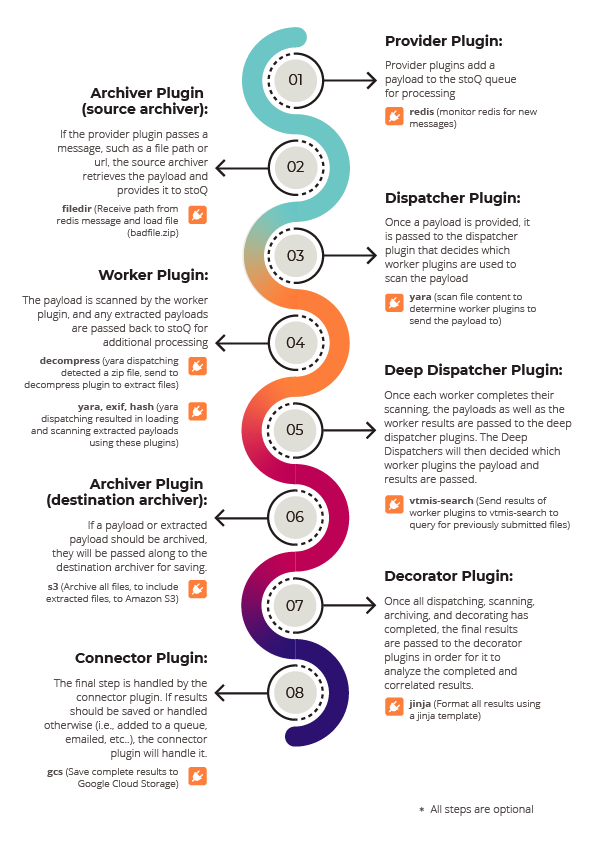 01
Provider Plugin:
Provider plugins add a
payload to the stoQ queue
for processing
redis (monitor redis for new
messages)
Archiver Plugin
(source archiver):
If the provider plugin passes a
message, such as a file path or
url, the source archiver
retrieves the payload and
provides it to stoQ
filedir (Receive path from
redis message and load file
(badfile.zip)
02
03
Dispatcher Plugin:
Once a payload is provided, it
is passed to the dispatcher
plugin that decides which
worker plugins are used to
scan the payload
yara (scan file content to
determine worker plugins to
send the payload to)
Worker Plugin:
The payload is scanned by the worker
plugin, and any extracted payloads
are passed back to stoQ for
additional processing
decompress (yara dispatching
detected a zip file, send to
decompress plugin to extract files)
yara, exif, hash (yara
dispatching resulted in loading
and scanning extracted payloads
using these plugins)
04
05
Deep Dispatcher Plugin:
Once each worker completes their
scanning, the payloads as well as the
worker results are passed to the deep
dispatcher plugins. The Deep
Dispatchers will then decided which
worker plugins the payload and
results are passed.
vtmis-search (Send results of
worker plugins to vtmis-search to
query for previously submitted files)
Archiver Plugin
(destination archiver):
If a payload or extracted
payload should be archived,
they will be passed along to the
destination archiver for saving.
s3 (Archive all files, to include
extracted files, to Amazon S3)
06
07
Decorator Plugin:
Once all dispatching, scanning,
archiving, and decorating has
completed, the final results
are passed to the decorator
plugins in order for it to
analyze the completed and
correlated results.
jinja (Format all results using
a jinja template)
Connector Plugin:
The final step is handled by the
connector plugin. If results
should be saved or handled
otherwise (i.e., added to a queue,
emailed, etc..), the connector
plugin will handle it.
gcs (Save complete results to
Google Cloud Storage)
08
* All steps are optional